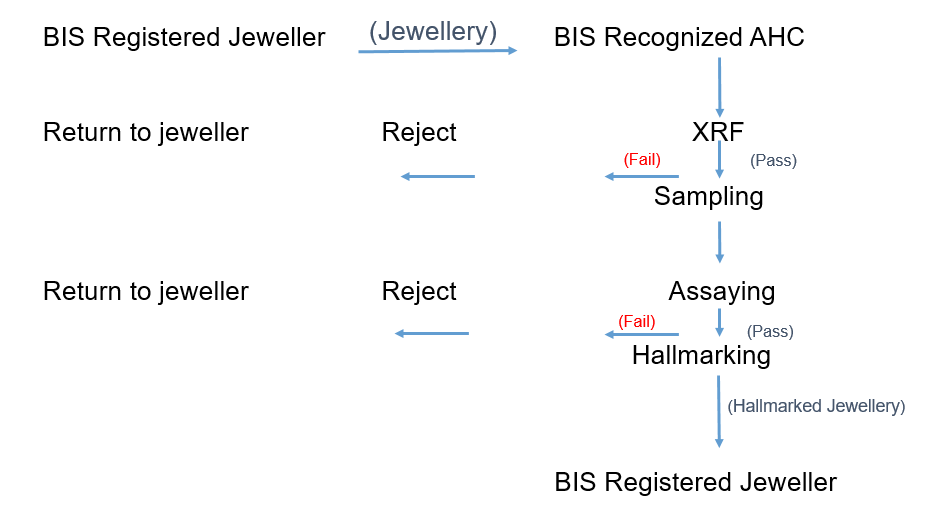 BIS Registered Jeweller (Jewellery) BIS Recognized AHC
Return to jeweller Reject XRF
(Fail) (Pass)
Sampling
Return to jeweller Reject Assaying
(Fail) (Pass)
Hallmarking
(Hallmarked Jewellery)
BIS Registered Jeweller